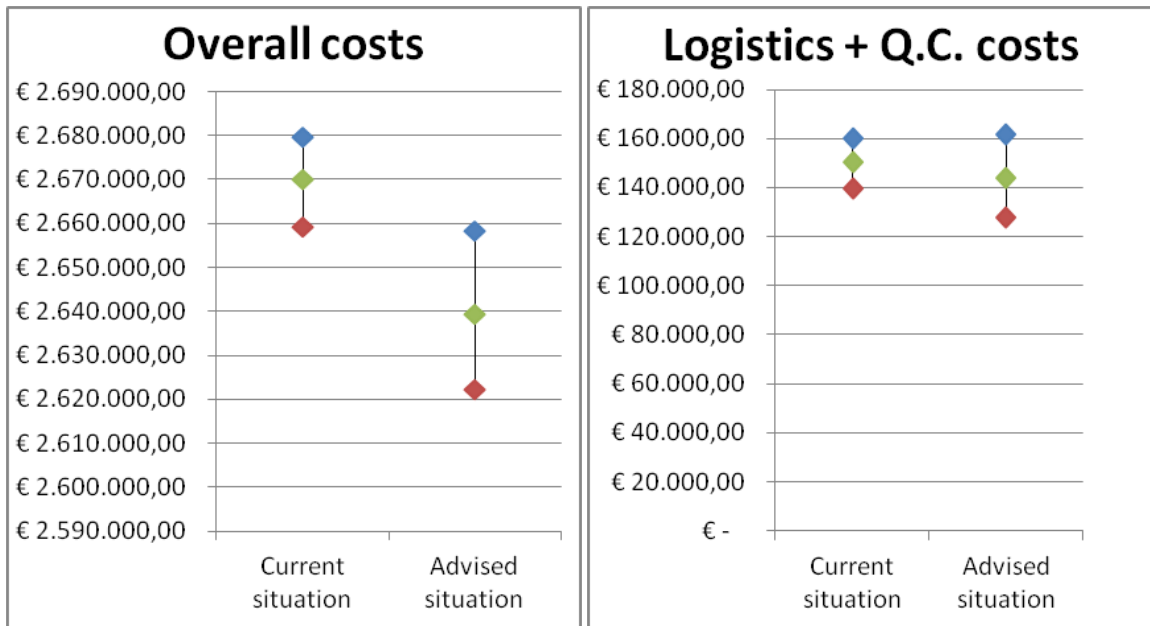 Overall costs
€ 2.690.000,00
€ 2.680.000,00
€ 2.670.000,00
€ 2.660.000,00
€ 2.650.000,00
€ 2.640.000,00
€ 2.630.000,00
€ 2.620.000,00
€ 2.610.000,00
€ 2.600.000,00
€ 2.590.000,00
Current
situation
Advised
situation
Logistics + Q.C. costs
€ 180.000,00
€ 160.000,00
€ 140.000,00
€ 120.000,00
€ 100.000,00
€ 80.000,00
€ 60.000,00
€ 40.000,00
€ 20.000,00
€ -
Current
situation
Advised
situation